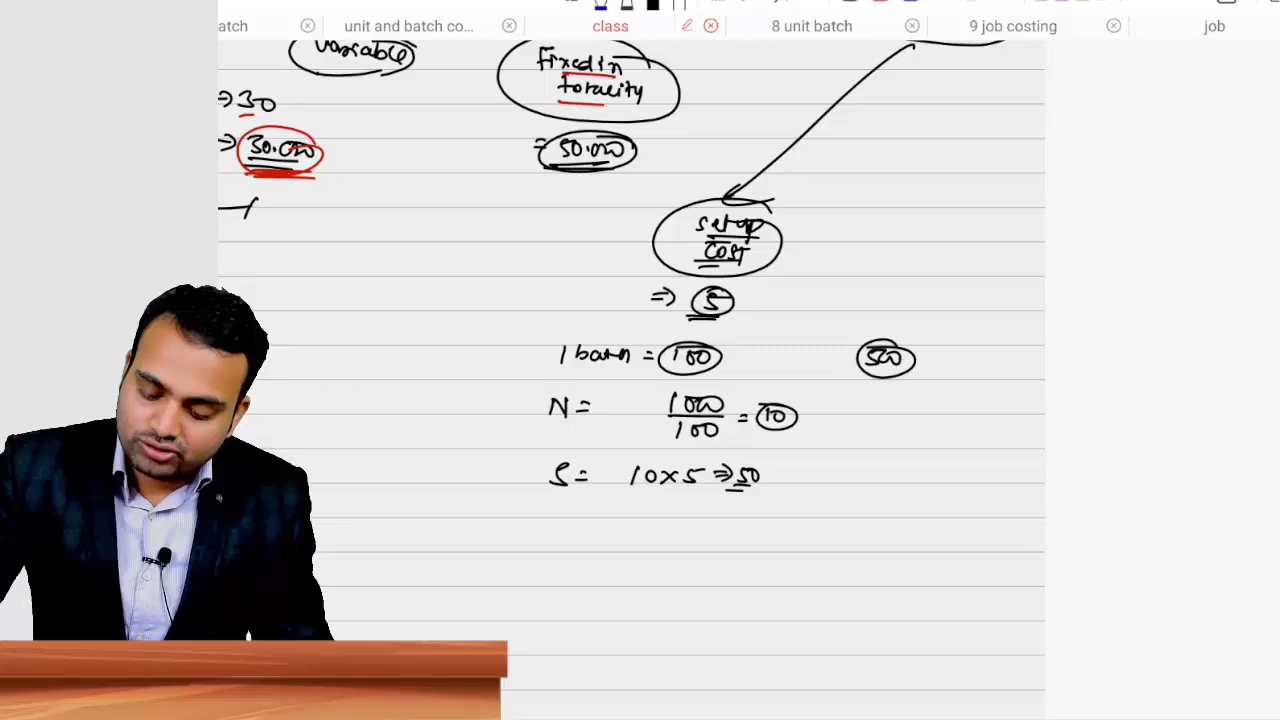 atch
unit and batch co...
class
8 unit batch
9 job costing
job
variable
Fixed in
toracity
⇒ 30
⇒ 30.000
= 50.000
setup
cost
⇒ 5
1 batch = 100
500
N = 1000/100 = 10
S = 10 x 5 ⇒ 50